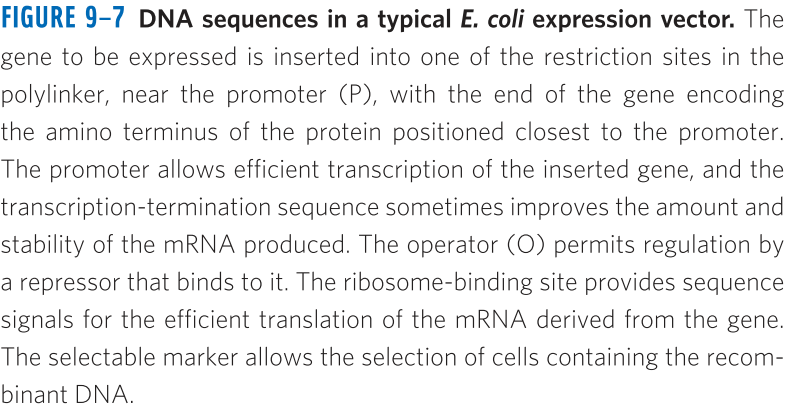 FIGURE 9–7 DNA sequences in a typical E. coli expression vector. The
gene to be expressed is inserted into one of the restriction sites in the
polylinker, near the promoter (P), with the end of the gene encoding
the amino terminus of the protein positioned closest to the promoter.
The promoter allows efficient transcription of the inserted gene, and the
transcription-termination sequence sometimes improves the amount and
stability of the mRNA produced. The operator (O) permits regulation by
a repressor that binds to it. The ribosome-binding site provides sequence
signals for the efficient translation of the mRNA derived from the gene.
The selectable marker allows the selection of cells containing the recom-
binant DNA.